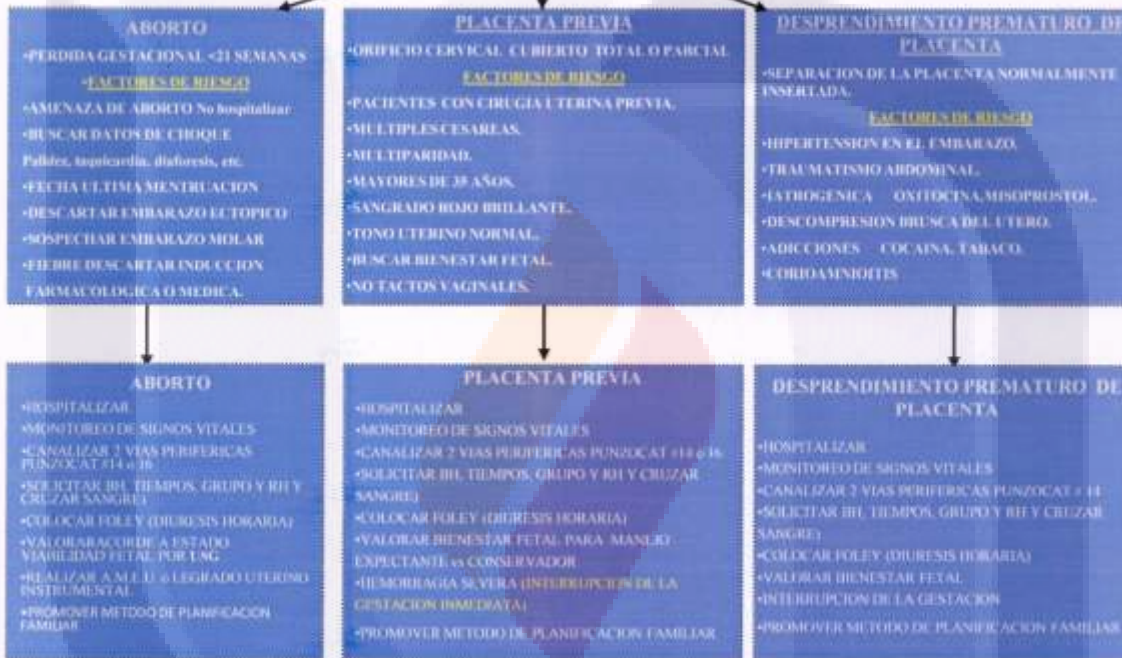 ABORTO
•PERDIDA GESTACIONAL <21 SEMANAS
•FACTORES DE RIESGO
•AMENAZA DE ABORTO No hospitalizar
•BUSCAR DATOS DE CHOQUE
Palidez, taquicardia, diaforesis, etc.
•FECHA ULTIMA MENTRUACION
•DESCARTAR EMBARAZO ECTOPICO
•SOSPECHAR EMBARAZO MOLAR
•FIEBRE DESCARTAR INDUCCION
FARMACOLOGICA O MEDICA.
PLACENTA PREVIA
•ORIFICIO CERVICAL CUBIERTO TOTAL O PARCIAL
FACTORES DE RIESGO
•PACIENTES CON CIRUGIA UTERINA PREVIA.
•MULTIPLES CESAREAS.
•MULTIPARIDAD.
•MAYORES DE 35 AÑOS.
•SANGRADO ROJO BRILLANTE.
•TONO UTERINO NORMAL.
•BUSCAR BIENESTAR FETAL.
•NO TACTOS VAGINALES.
DESPRENDIMIENTO PREMATURO DE
PLACENTA
•SEPARACION DE LA PLACENTA NORMALMENTE
INSERTADA.
FACTORES DE RIESGO
•HIPERTENSION EN EL EMBARAZO.
•TRAUMATISMO ABDOMINAL.
•IATROGENICA OXITOCINA,MISOPROSTOL.
•DESCOMPRESION BRUSCA DEL UTERO.
•ADICCIONES COCAINA, TABACO.
•CORIOAMNIOITIS
ABORTO
•HOSPITALIZAR
•MONITOREO DE SIGNOS VITALES
•CANALIZAR 2 VIAS PERIFERICAS
PUNZOCAT #14 o 16
•SOLICITAR BH, TIEMPOS, GRUPO Y RH Y
CRUZAR SANGRE)
•COLOCAR FOLEY (DIURESIS HORARIA)
•VALORARACORDE A ESTADO
VIABILIDAD FETAL POR USG
•REALIZAR A.M.E.U. o LEGRADO UTERINO
INSTRUMENTAL
•PROMOVER METODO DE PLANIFICACION
FAMILIAR
PLACENTA PREVIA
•HOSPITALIZAR
•MONITOREO DE SIGNOS VITALES
•CANALIZAR 2 VIAS PERIFERICAS PUNZOCAT #14 o 16
•SOLICITAR BH, TIEMPOS, GRUPO Y RH Y CRUZAR
SANGRE)
•COLOCAR FOLEY (DIURESIS HORARIA)
•VALORAR BIENESTAR FETAL PARA MANEJO
EXPECTANTE vs CONSERVADOR
•HEMORRAGIA SEVERA (INTERRUPCION DE LA
GESTACION INMEDIATA)
•PROMOVER METODO DE PLANIFICACION FAMILIAR
DESPRENDIMIENTO PREMATURO DE
PLACENTA
•HOSPITALIZAR
•MONITOREO DE SIGNOS VITALES
•CANALIZAR 2 VIAS PERIFERICAS PUNZOCAT # 14
•SOLICITAR BH, TIEMPOS, GRUPO Y RH Y CRUZAR
SANGRE)
•COLOCAR FOLEY (DIURESIS HORARIA)
•VALORAR BIENESTAR FETAL
•INTERRUPCION DE LA GESTACION
•PROMOVER METODO DE PLANIFICACION FAMILIAR